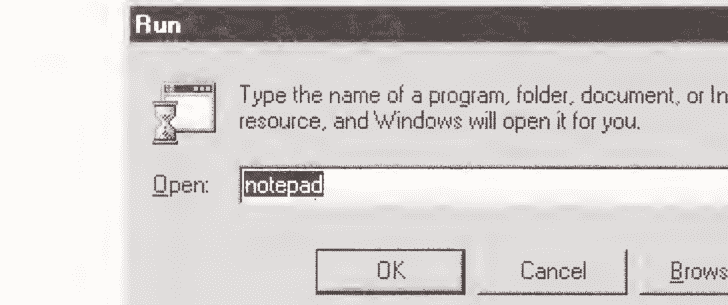 Run
Type the name of a program, folder, document, or In
resource, and Windows will open it for you.
Open:
notepad
OK
Cancel
Brows